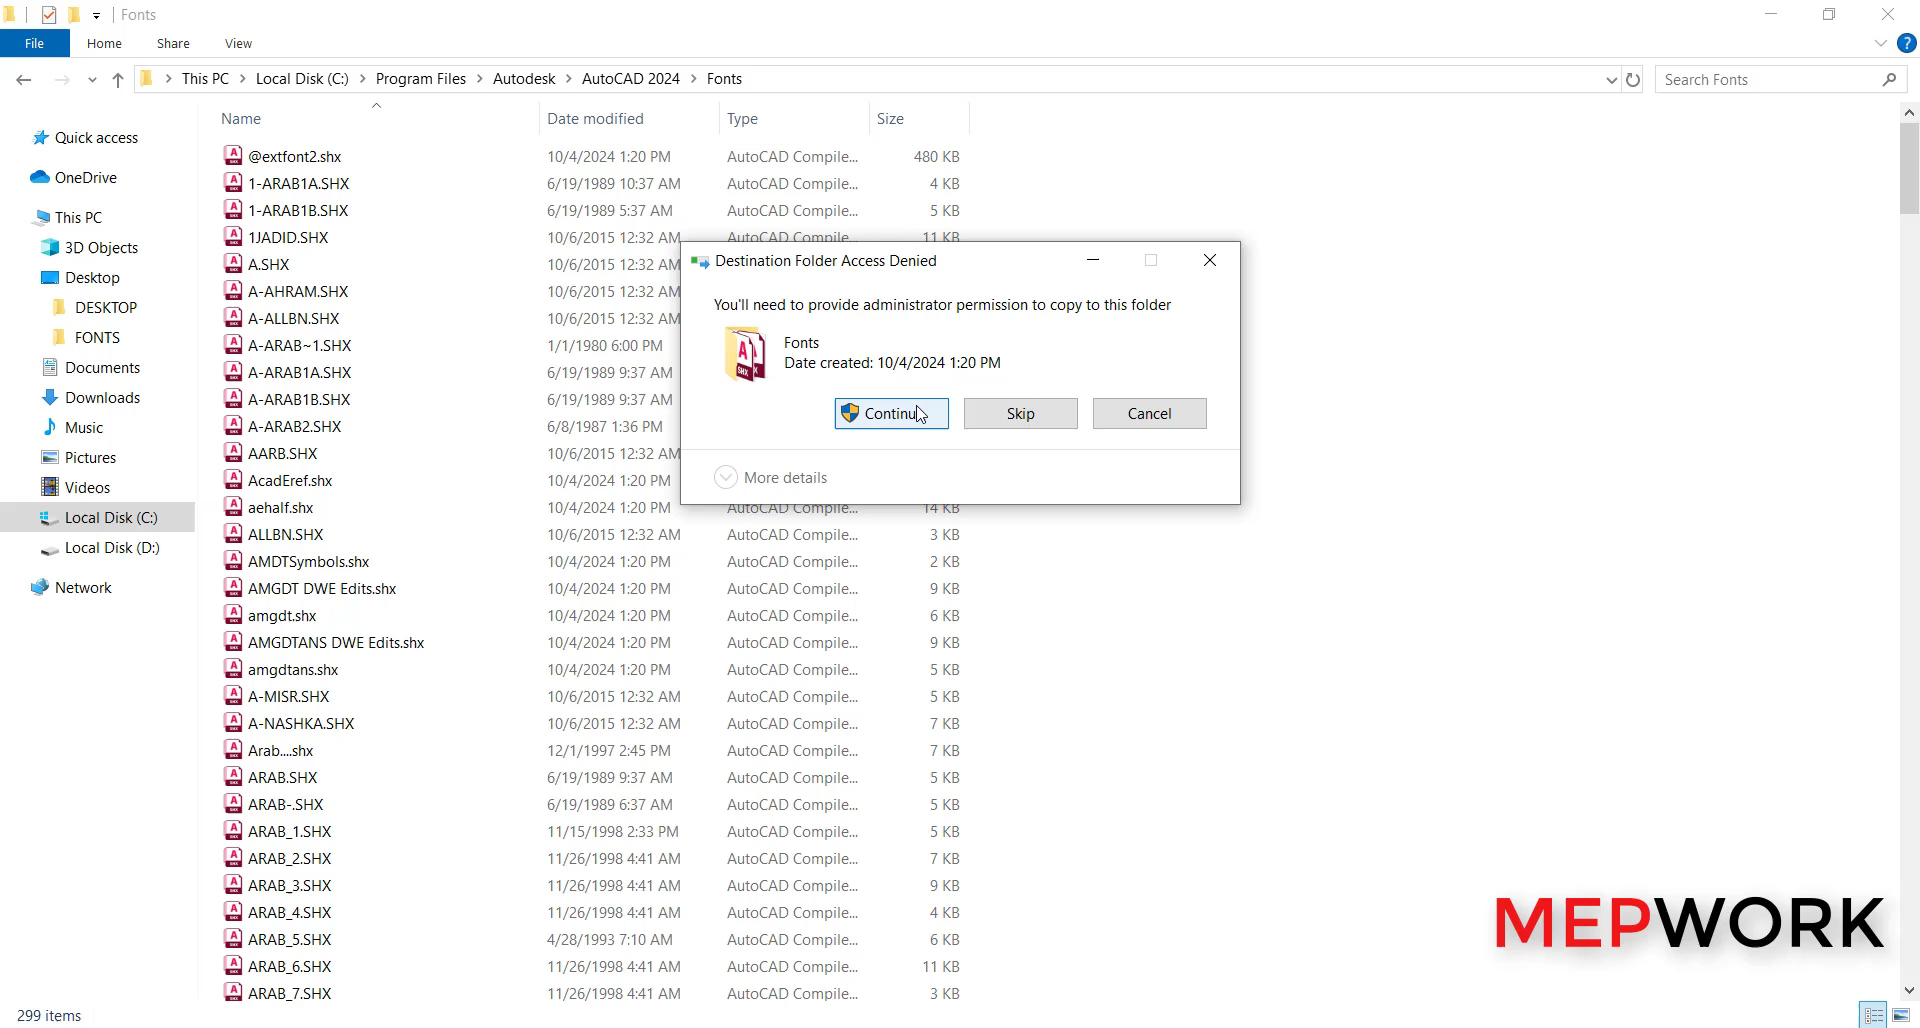 Fonts
File Home Share View
This PC Local Disk (C:) Program Files Autodesk AutoCAD 2024 Fonts
Search Fonts
Quick access
OneDrive
This PC
3D Objects
Desktop
DESKTOP
FONTS
Documents
Downloads
Music
Pictures
Videos
Local Disk (C:)
Local Disk (D:)
Network
Name Date modified Type Size
@extfont2.shx 10/4/2024 1:20 PM AutoCAD Compile... 480 KB
1-ARAB1A.SHX 6/19/1989 10:37 AM AutoCAD Compile... 4 KB
1-ARAB1B.SHX 6/19/1989 5:37 AM AutoCAD Compile... 5 KB
1JADID.SHX 10/6/2015 12:32 AM AutoCAD Compile... 11 KB
A.SHX 10/6/2015 12:32 AM
A-AHRAM.SHX 10/6/2015 12:32 AM
A-ALLBN.SHX 10/6/2015 12:32 AM
A-ARAB~1.SHX 1/1/1980 6:00 PM
A-ARAB1A.SHX 6/19/1989 9:37 AM
A-ARAB1B.SHX 6/19/1989 9:37 AM
A-ARAB2.SHX 6/8/1987 1:36 PM
AARB.SHX 10/6/2015 12:32 AM
AcadEref.shx 10/4/2024 1:20 PM
aehalf.shx 10/4/2024 1:20 PM AutoCAD Compile... 14 KB
ALLBN.SHX 10/6/2015 12:32 AM AutoCAD Compile... 3 KB
AMDTSymbols.shx 10/4/2024 1:20 PM AutoCAD Compile... 2 KB
AMGDT DWE Edits.shx 10/4/2024 1:20 PM AutoCAD Compile... 9 KB
amgdt.shx 10/4/2024 1:20 PM AutoCAD Compile... 6 KB
AMGDTANS DWE Edits.shx 10/4/2024 1:20 PM AutoCAD Compile... 9 KB
amgdtans.shx 10/4/2024 1:20 PM AutoCAD Compile... 5 KB
A-MISR.SHX 10/6/2015 12:32 AM AutoCAD Compile... 5 KB
A-NASHKA.SHX 10/6/2015 12:32 AM AutoCAD Compile... 7 KB
Arab....shx 12/1/1997 2:45 PM AutoCAD Compile... 7 KB
ARAB.SHX 6/19/1989 9:37 AM AutoCAD Compile... 5 KB
ARAB-.SHX 6/19/1989 6:37 AM AutoCAD Compile... 5 KB
ARAB_1.SHX 11/15/1998 2:33 PM AutoCAD Compile... 5 KB
ARAB_2.SHX 11/26/1998 4:41 AM AutoCAD Compile... 7 KB
ARAB_3.SHX 11/26/1998 4:41 AM AutoCAD Compile... 9 KB
ARAB_4.SHX 11/26/1998 4:41 AM AutoCAD Compile... 4 KB
ARAB_5.SHX 4/28/1993 7:10 AM AutoCAD Compile... 6 KB
ARAB_6.SHX 11/26/1998 4:41 AM AutoCAD Compile... 11 KB
ARAB_7.SHX 11/26/1998 4:41 AM AutoCAD Compile... 3 KB
Destination Folder Access Denied
You'll need to provide administrator permission to copy to this folder
Fonts
Date created: 10/4/2024 1:20 PM
Continue Skip Cancel
More details
MEPWORK
299 items